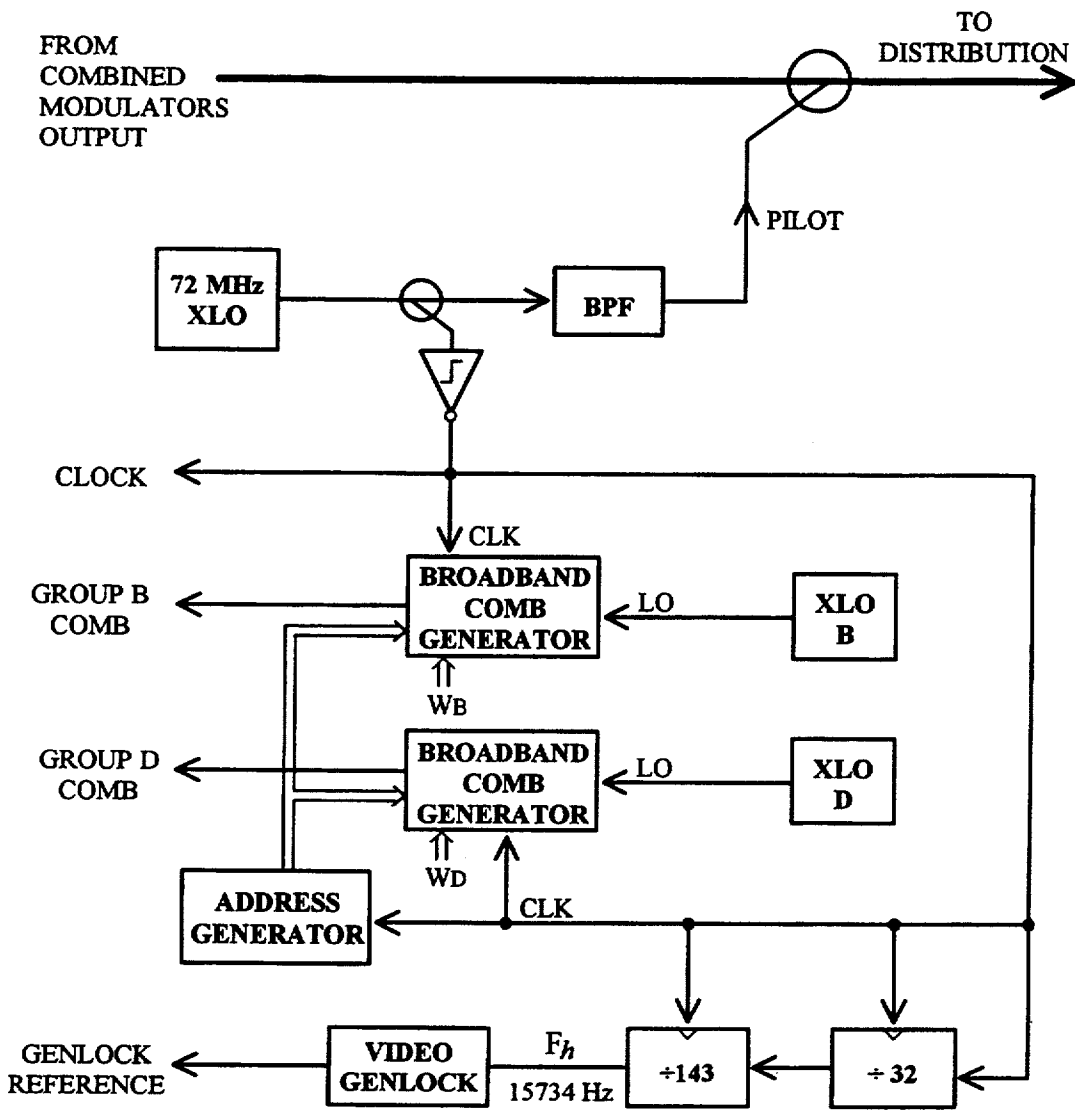 FROM
COMBINED
MODULATORS
OUTPUT
TO
DISTRIBUTION
PILOT
72 MHz
XLO
BPF
CLOCK
CLK
GROUP B
COMB
BROADBAND
COMB
GENERATOR
LO
XLO
B
WB
GROUP D
COMB
BROADBAND
COMB
GENERATOR
LO
XLO
D
WD
ADDRESS
GENERATOR
CLK
GENLOCK
REFERENCE
VIDEO
GENLOCK
Fh
15734 Hz
÷143
÷ 32